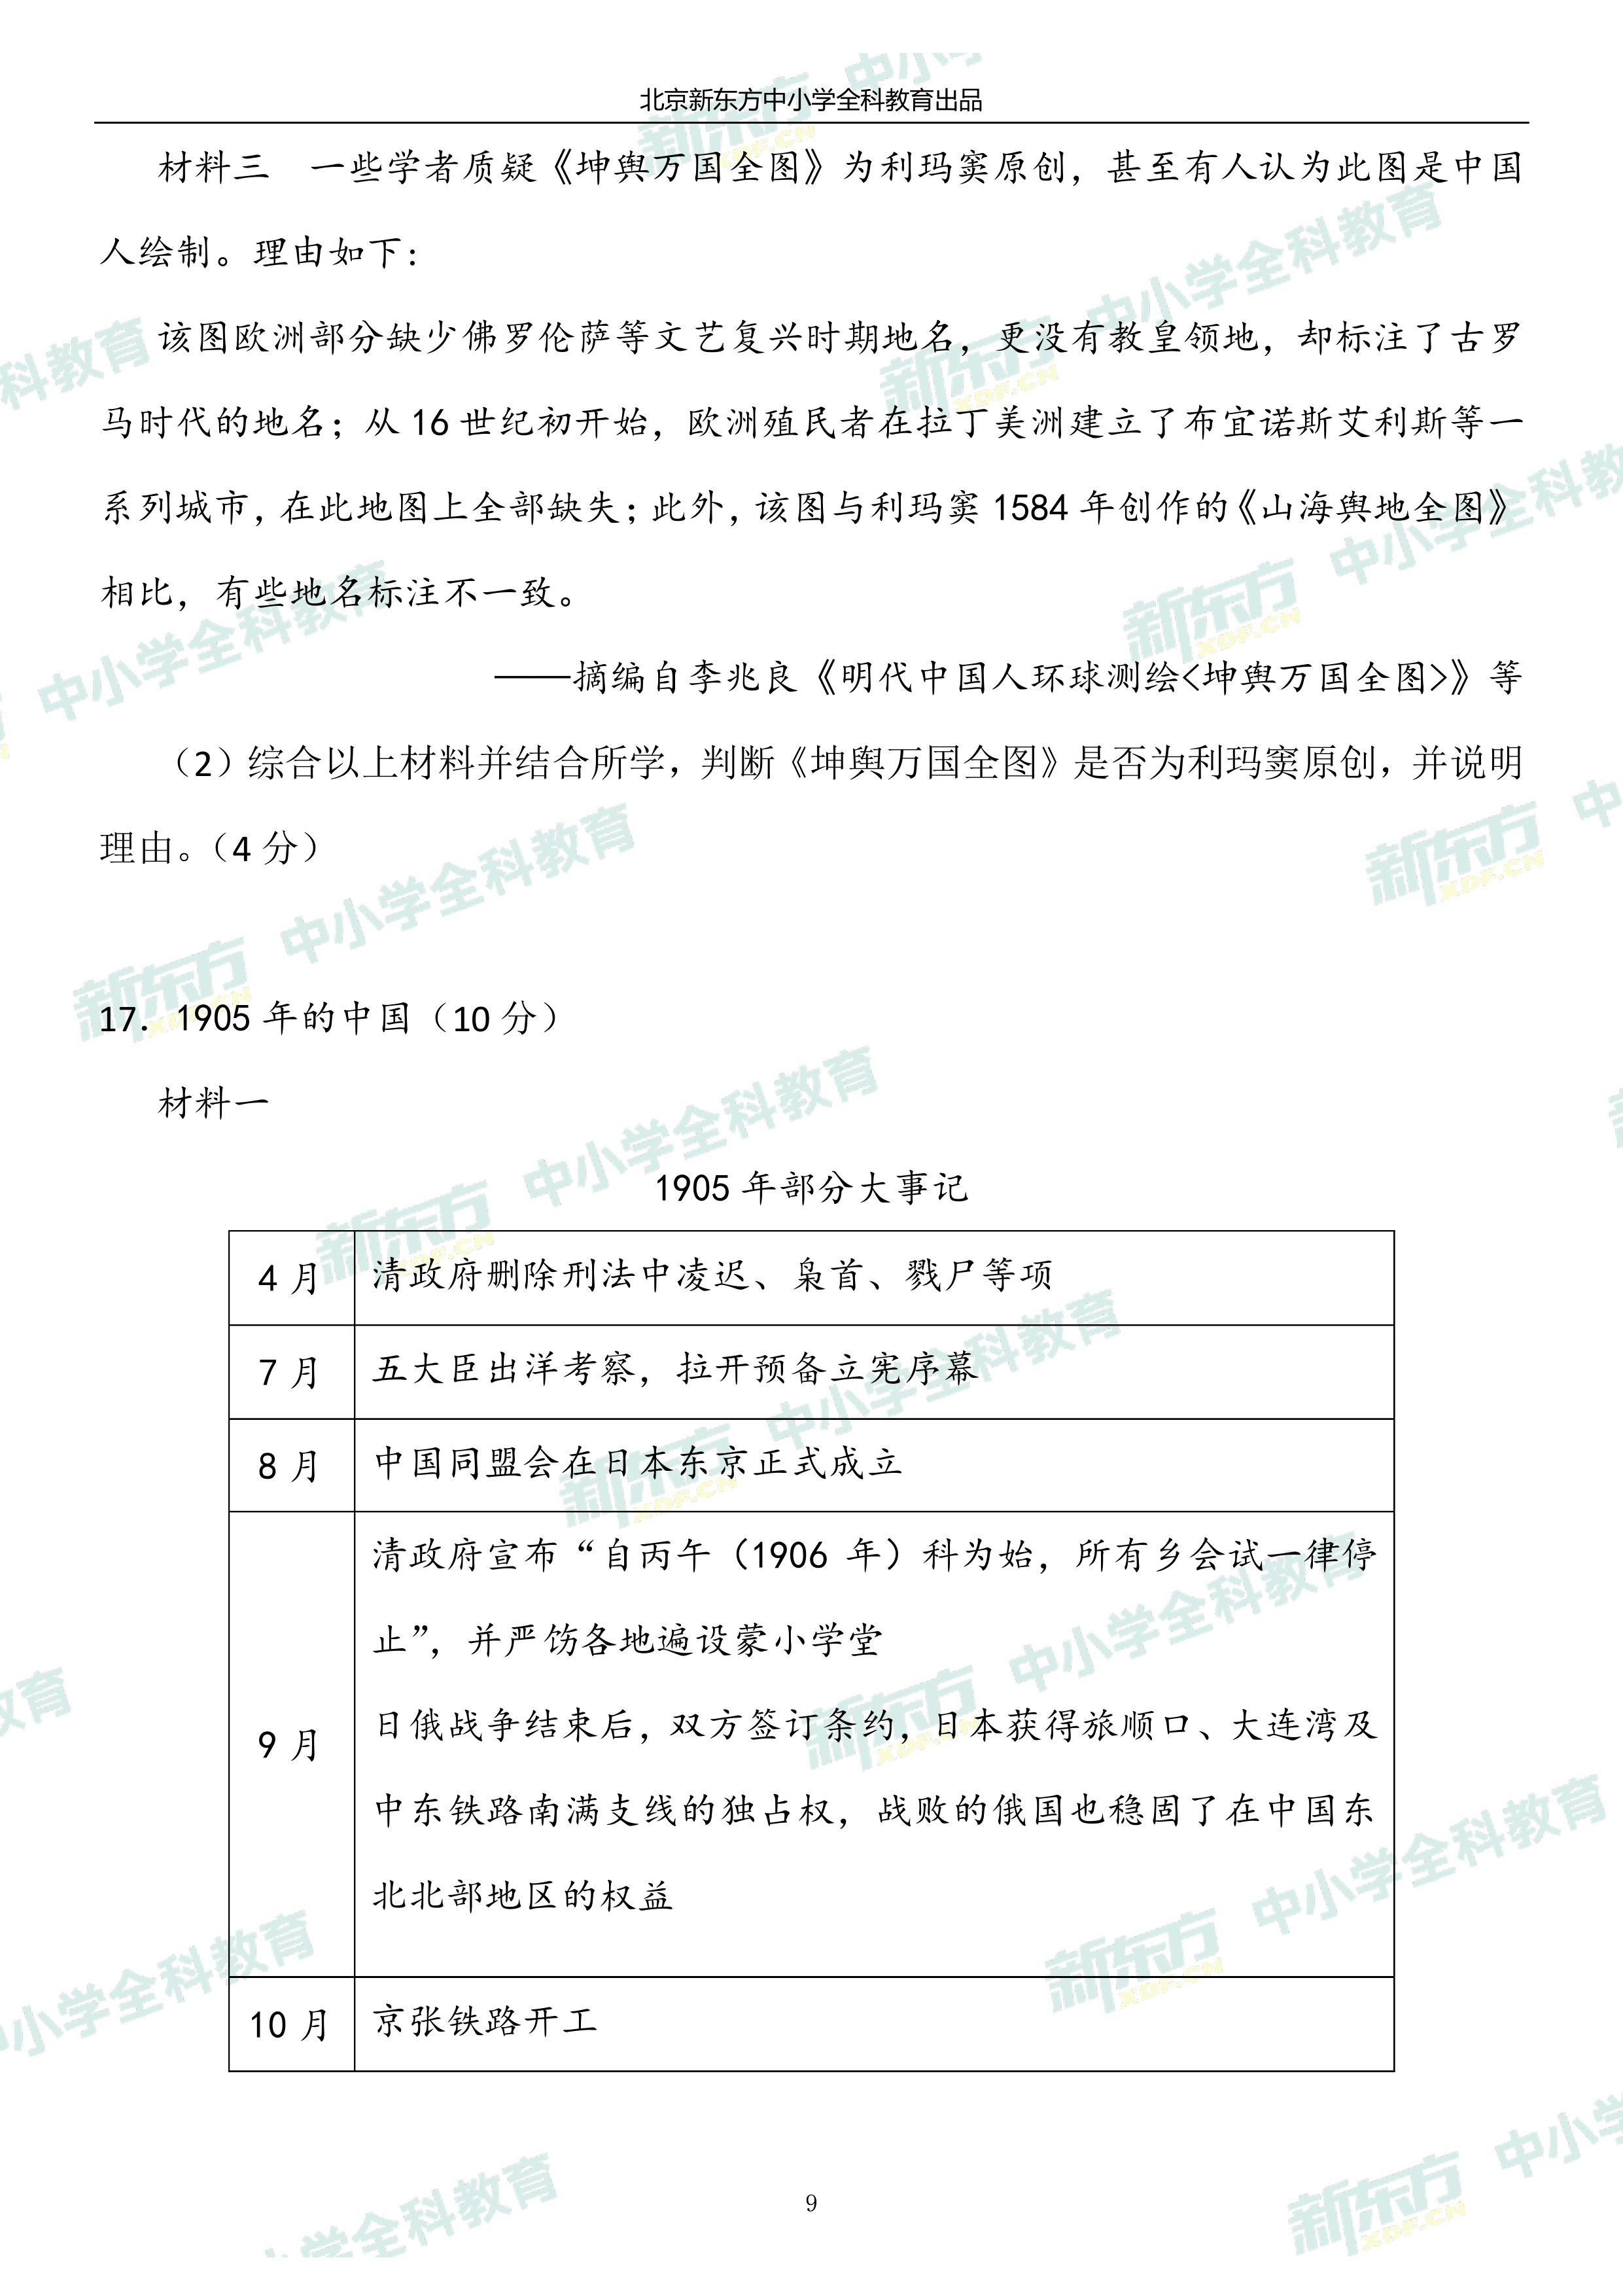 北京新东方中小学全科教育出品
材料三 一些学者质疑《坤舆万国全图》为利玛窦原创，甚至有人认为此图是中国
人绘制。理由如下：
该图欧洲部分缺少佛罗伦萨等文艺复兴时期地名，更没有教皇领地，却标注了古罗
马时代的地名；从 16 世纪初开始，欧洲殖民者在拉丁美洲建立了布宜诺斯艾利斯等一
系列城市，在此地图上全部缺失；此外，该图与利玛窦 1584 年创作的《山海舆地全图》
相比，有些地名标注不一致。
——摘编自李兆良《明代中国人环球测绘<坤舆万国全图>》等
（2）综合以上材料并结合所学，判断《坤舆万国全图》是否为利玛窦原创，并说明
理由。（4 分）
17．1905 年的中国（10 分）
材料一
1905 年部分大事记
4 月 清政府删除刑法中凌迟、枭首、戮尸等项
7 月 五大臣出洋考察，拉开预备立宪序幕
8 月 中国同盟会在日本东京正式成立
9 月
清政府宣布“自丙午（1906 年）科为始，所有乡会试一律停
止”，并严饬各地遍设蒙小学堂
日俄战争结束后，双方签订条约，日本获得旅顺口、大连湾及
中东铁路南满支线的独占权，战败的俄国也稳固了在中国东
北北部地区的权益
10 月 京张铁路开工
9
新东方 XDF.CN 中小学全科教育